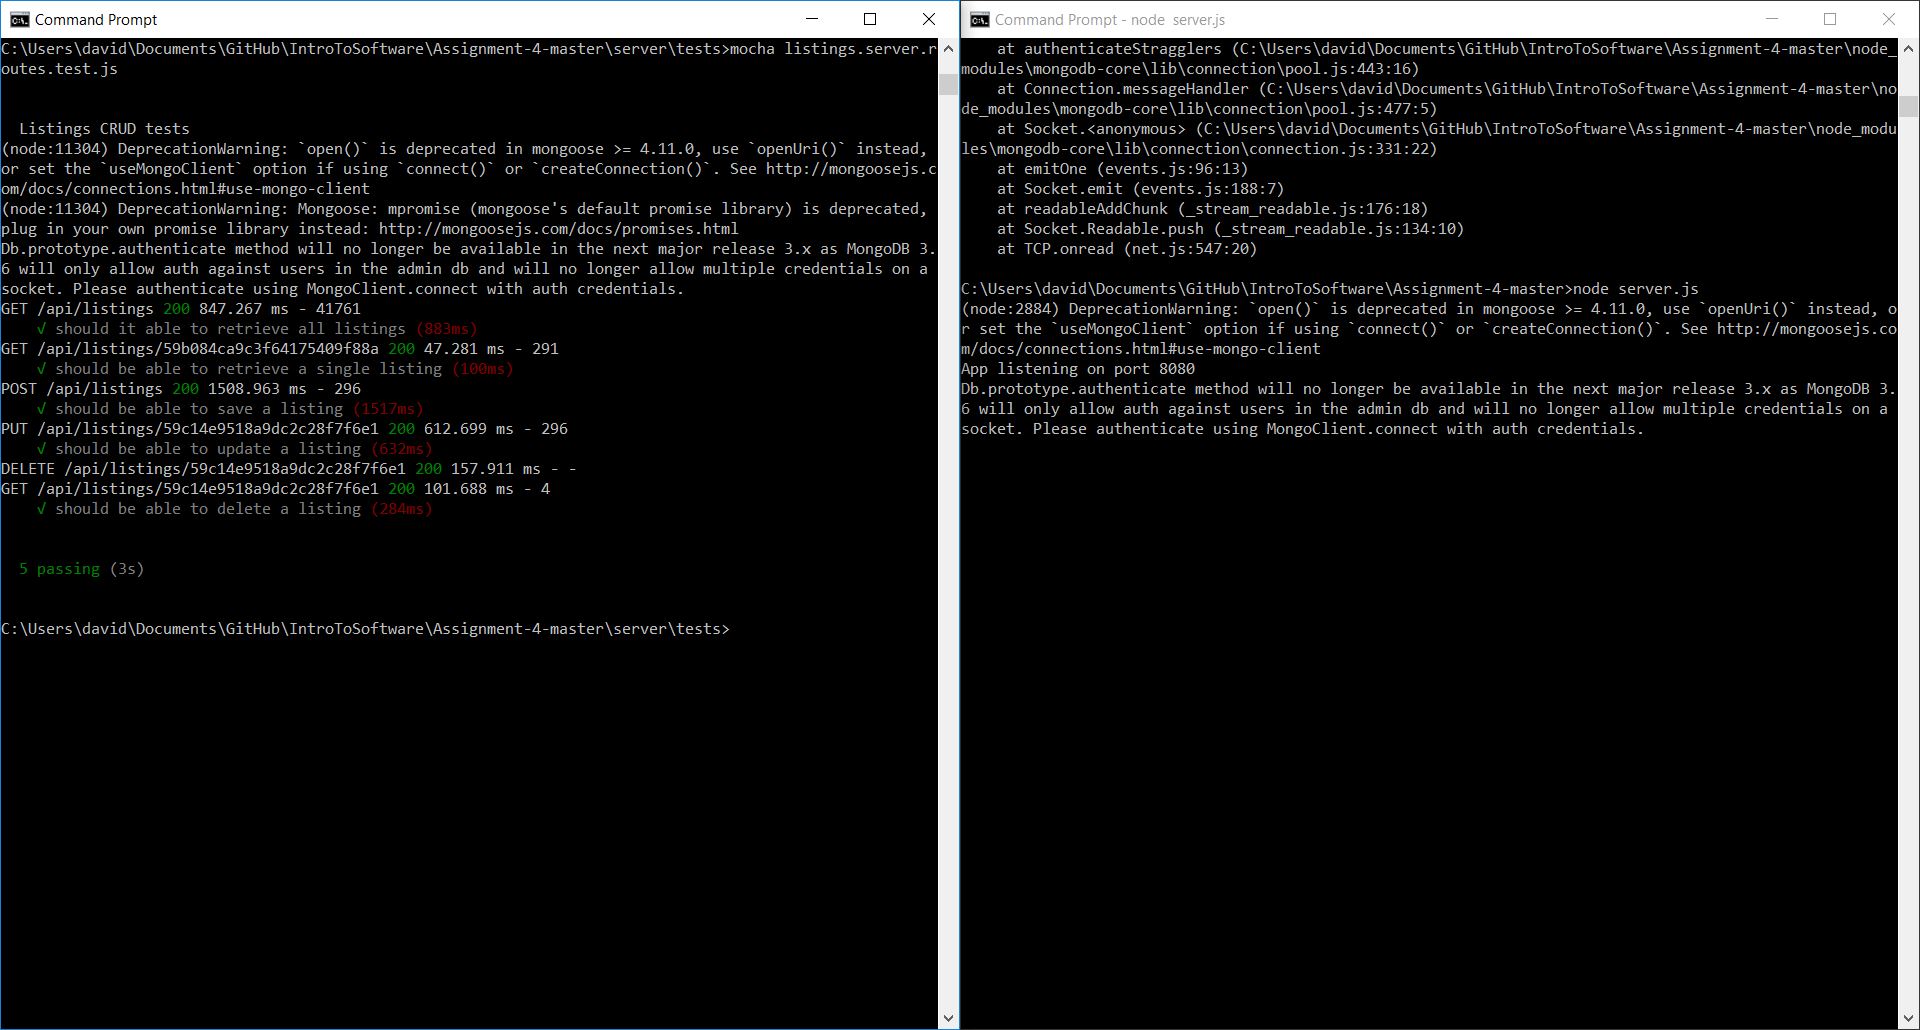 Command Prompt
C:\Users\david\Documents\GitHub\IntroToSoftware\Assignment-4-master\server\tests>mocha listings.server.r
outes.test.js
Listings CRUD tests
(node:11304) DeprecationWarning: `open()` is deprecated in mongoose >= 4.11.0, use `openUri()` instead,
or set the `useMongoClient` option if using `connect()` or `createConnection()`. See http://mongoosejs.c
om/docs/connections.html#use-mongo-client
(node:11304) DeprecationWarning: Mongoose: mpromise (mongoose's default promise library) is deprecated,
plug in your own promise library instead: http://mongoosejs.com/docs/promises.html
Db.prototype.authenticate method will no longer be available in the next major release 3.x as MongoDB 3.
6 will only allow auth against users in the admin db and will no longer allow multiple credentials on a
socket. Please authenticate using MongoClient.connect with auth credentials.
GET /api/listings 200 847.267 ms - 41761
√ should it able to retrieve all listings (883ms)
GET /api/listings/59b084ca9c3f64175409f88a 200 47.281 ms - 291
√ should be able to retrieve a single listing (100ms)
POST /api/listings 200 1508.963 ms - 296
√ should be able to save a listing (1517ms)
PUT /api/listings/59c14e9518a9dc2c28f7f6e1 200 612.699 ms - 296
√ should be able to update a listing (632ms)
DELETE /api/listings/59c14e9518a9dc2c28f7f6e1 200 157.911 ms - -
GET /api/listings/59c14e9518a9dc2c28f7f6e1 200 101.688 ms - 4
√ should be able to delete a listing (284ms)
5 passing (3s)
C:\Users\david\Documents\GitHub\IntroToSoftware\Assignment-4-master\server\tests>
Command Prompt - node  server.js
at authenticateStragglers (C:\Users\david\Documents\GitHub\IntroToSoftware\Assignment-4-master\node_
modules\mongodb-core\lib\connection\pool.js:443:16)
at Connection.messageHandler (C:\Users\david\Documents\GitHub\IntroToSoftware\Assignment-4-master\no
de_modules\mongodb-core\lib\connection\pool.js:477:5)
at Socket.<anonymous> (C:\Users\david\Documents\GitHub\IntroToSoftware\Assignment-4-master\node_modu
les\mongodb-core\lib\connection\connection.js:331:22)
at emitOne (events.js:96:13)
at Socket.emit (events.js:188:7)
at readableAddChunk (_stream_readable.js:176:18)
at Socket.Readable.push (_stream_readable.js:134:10)
at TCP.onread (net.js:547:20)
C:\Users\david\Documents\GitHub\IntroToSoftware\Assignment-4-master>node server.js
(node:2884) DeprecationWarning: `open()` is deprecated in mongoose >= 4.11.0, use `openUri()` instead, o
r set the `useMongoClient` option if using `connect()` or `createConnection()`. See http://mongoosejs.co
m/docs/connections.html#use-mongo-client
App listening on port 8080
Db.prototype.authenticate method will no longer be available in the next major release 3.x as MongoDB 3.
6 will only allow auth against users in the admin db and will no longer allow multiple credentials on a
socket. Please authenticate using MongoClient.connect with auth credentials.